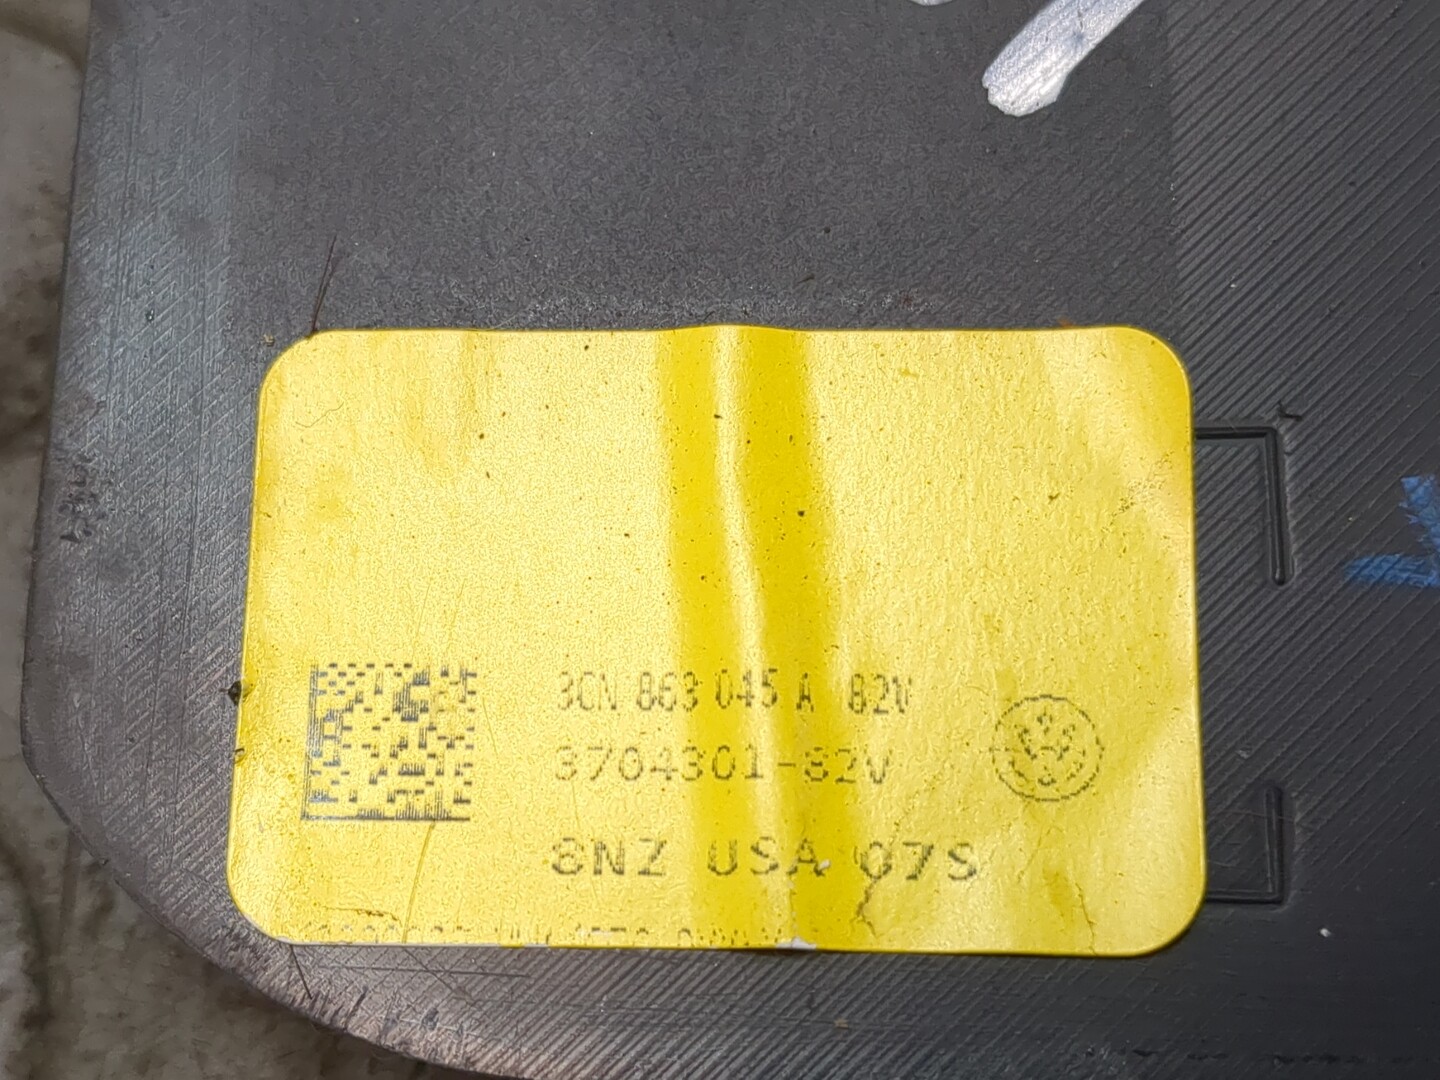 3CN 863 045 A 82V
3704301-82V
8NZ USA 07S